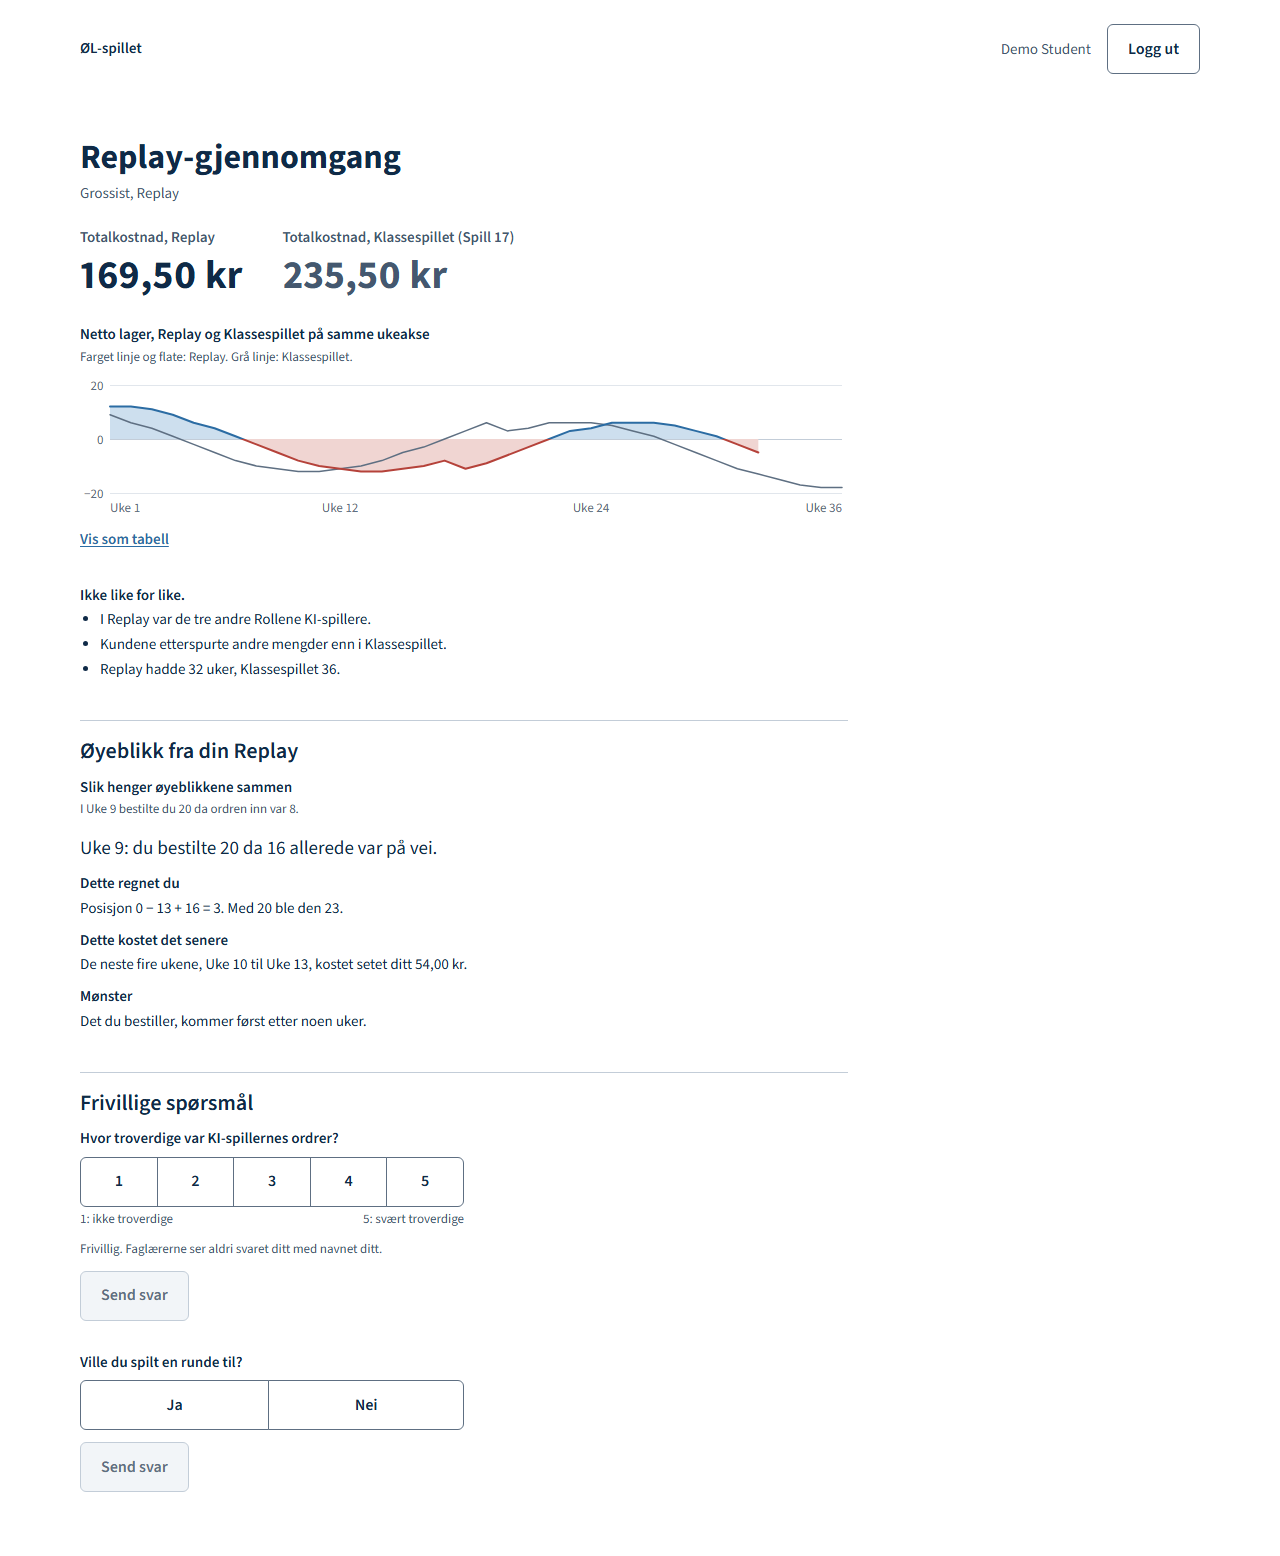 ØL-spillet
Demo Student
Logg ut
Replay-gjennomgang
Grossist, Replay
Totalkostnad, Replay
169,50 kr
Totalkostnad, Klassespillet (Spill 17)
235,50 kr
Netto lager, Replay og Klassespillet på samme ukeakse
Farget linje og flate: Replay. Grå linje: Klassespillet.
20
0
−20
Uke 1
Uke 12
Uke 24
Uke 36
Vis som tabell
Ikke like for like.
• I Replay var de tre andre Rollene KI-spillere.
• Kundene etterspurte andre mengder enn i Klassespillet.
• Replay hadde 32 uker, Klassespillet 36.
Øyeblikk fra din Replay
Slik henger øyeblikkene sammen
I Uke 9 bestilte du 20 da ordren inn var 8.
Uke 9: du bestilte 20 da 16 allerede var på vei.
Dette regnet du
Posisjon 0 − 13 + 16 = 3. Med 20 ble den 23.
Dette kostet det senere
De neste fire ukene, Uke 10 til Uke 13, kostet setet ditt 54,00 kr.
Mønster
Det du bestiller, kommer først etter noen uker.
Frivillige spørsmål
Hvor troverdige var KI-spillernes ordrer?
1 2 3 4 5
1: ikke troverdige
5: svært troverdige
Frivillig. Faglærerne ser aldri svaret ditt med navnet ditt.
Send svar
Ville du spilt en runde til?
Ja Nei
Send svar